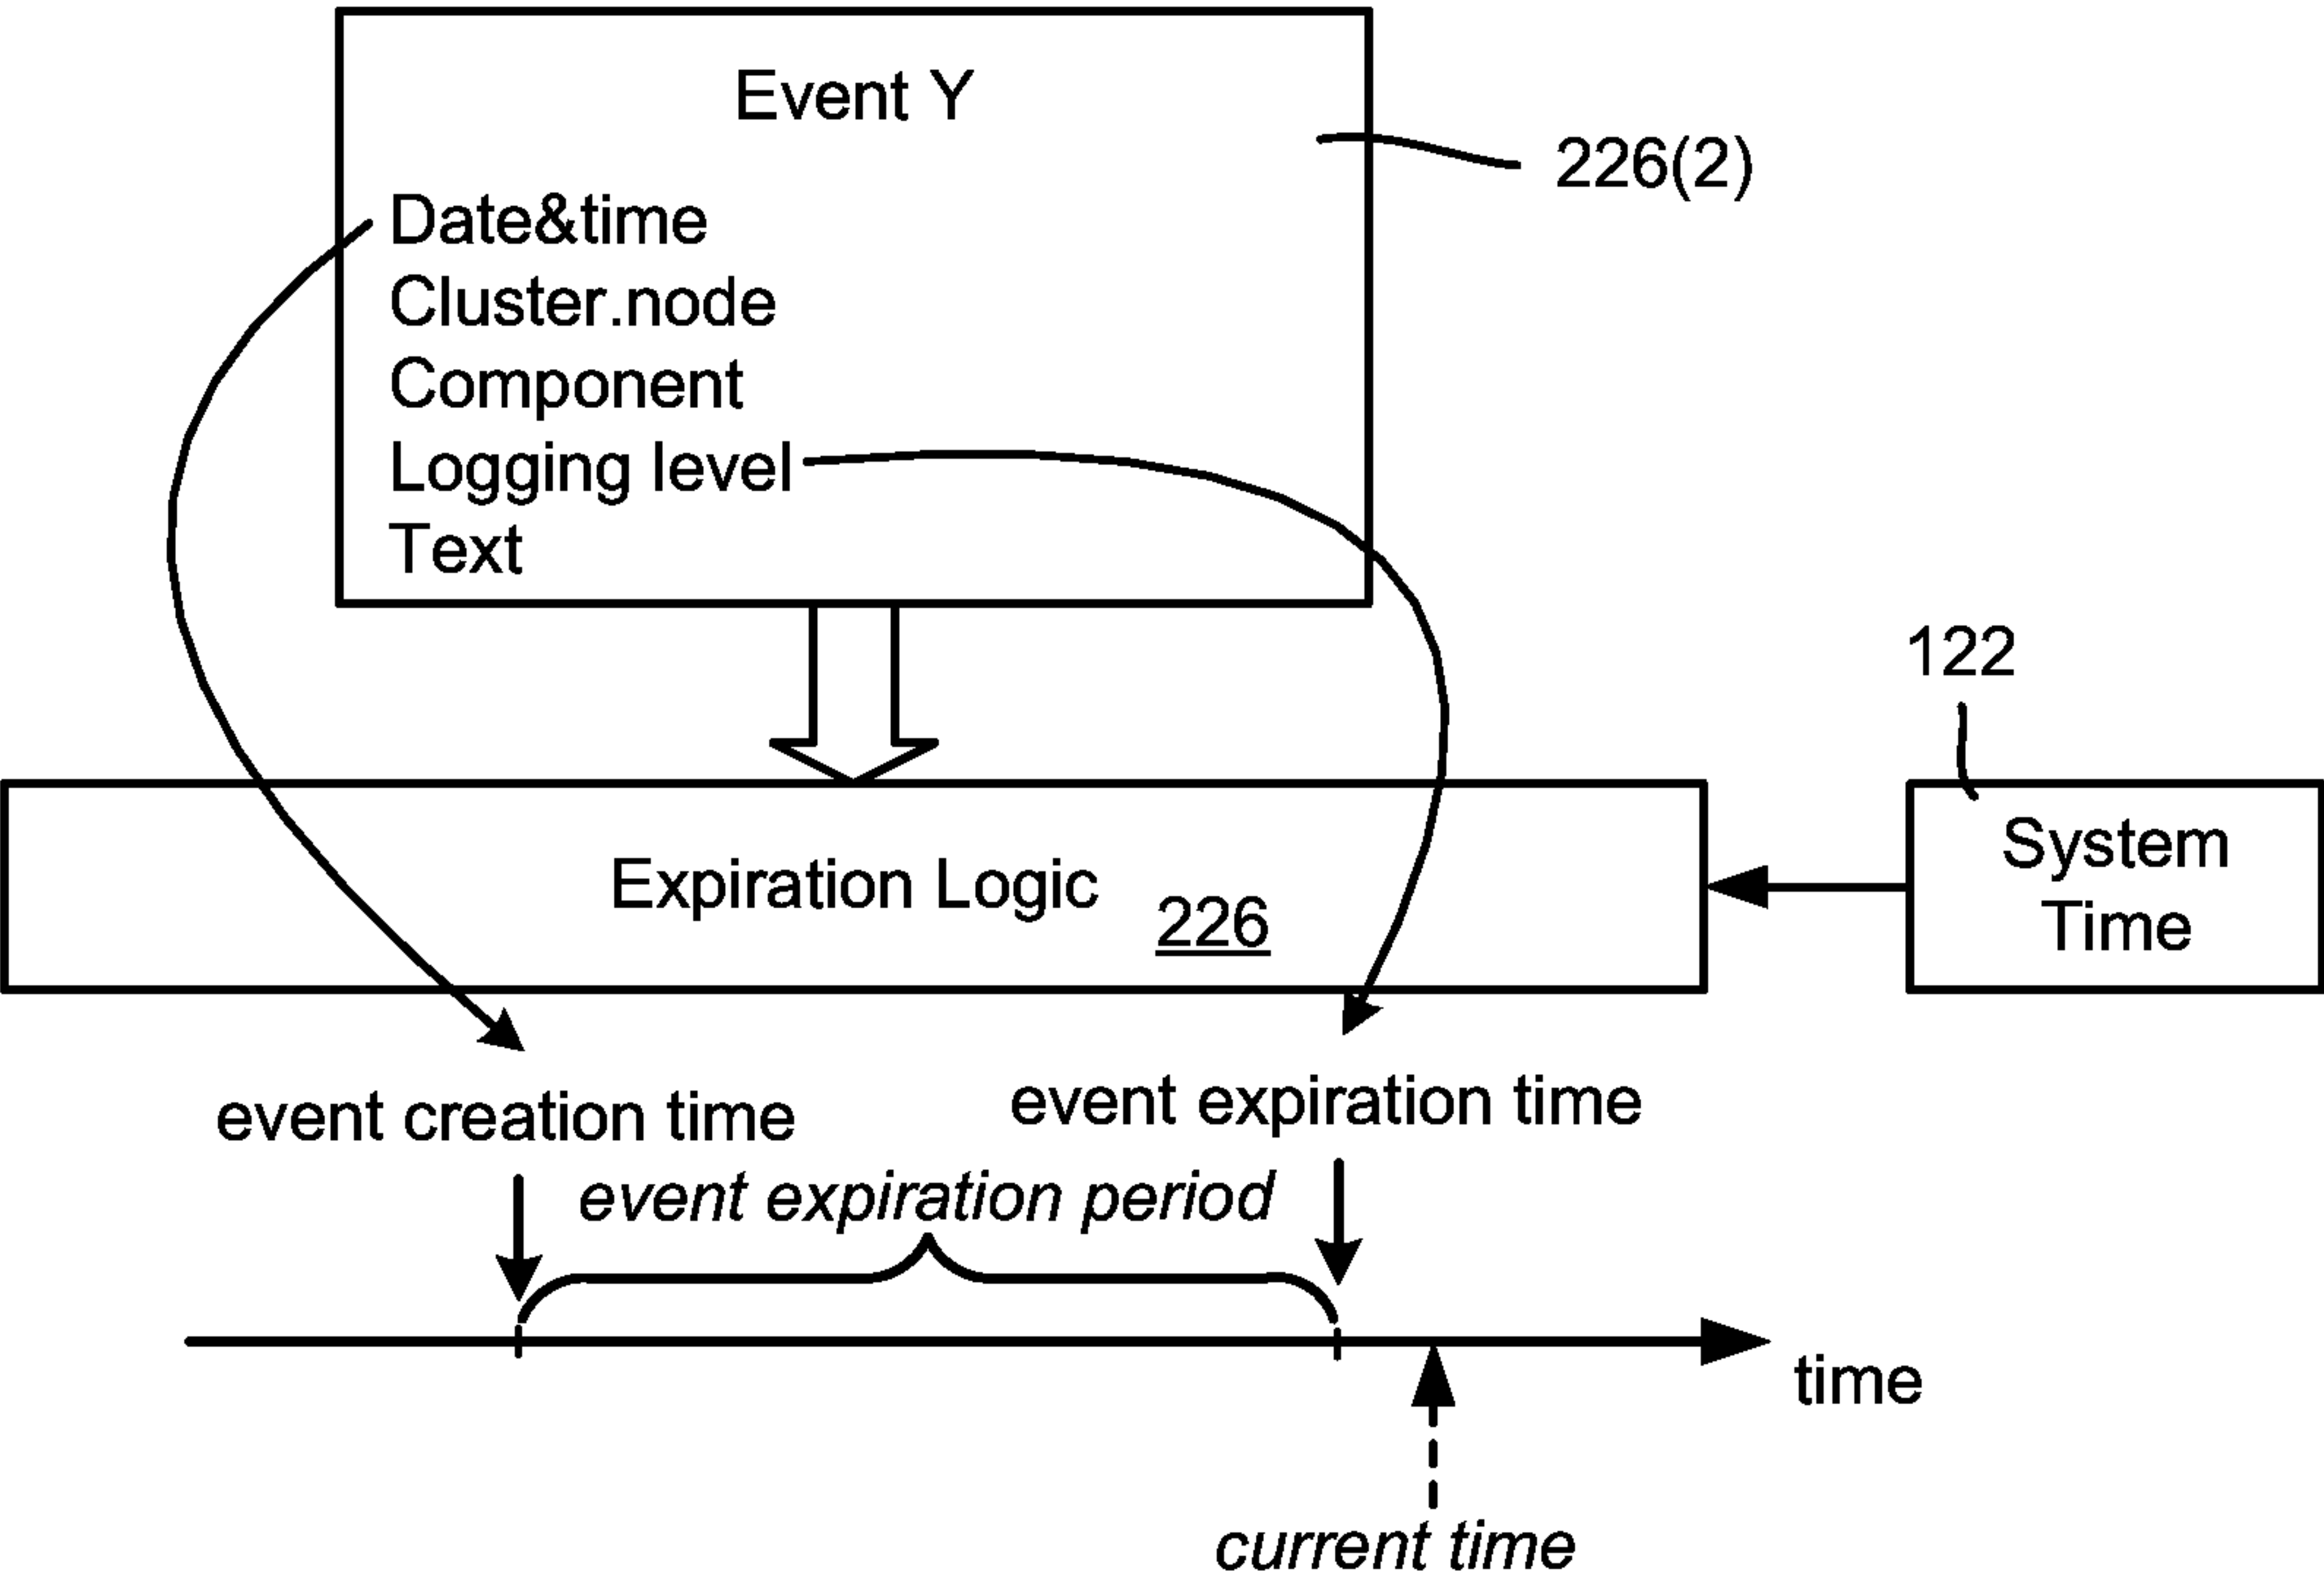 Event Y
226(2)
Date&time
Cluster.node
Component
Logging level
Text
122
Expiration Logic 226
System
Time
event creation time
event expiration time
event expiration period
time
current time